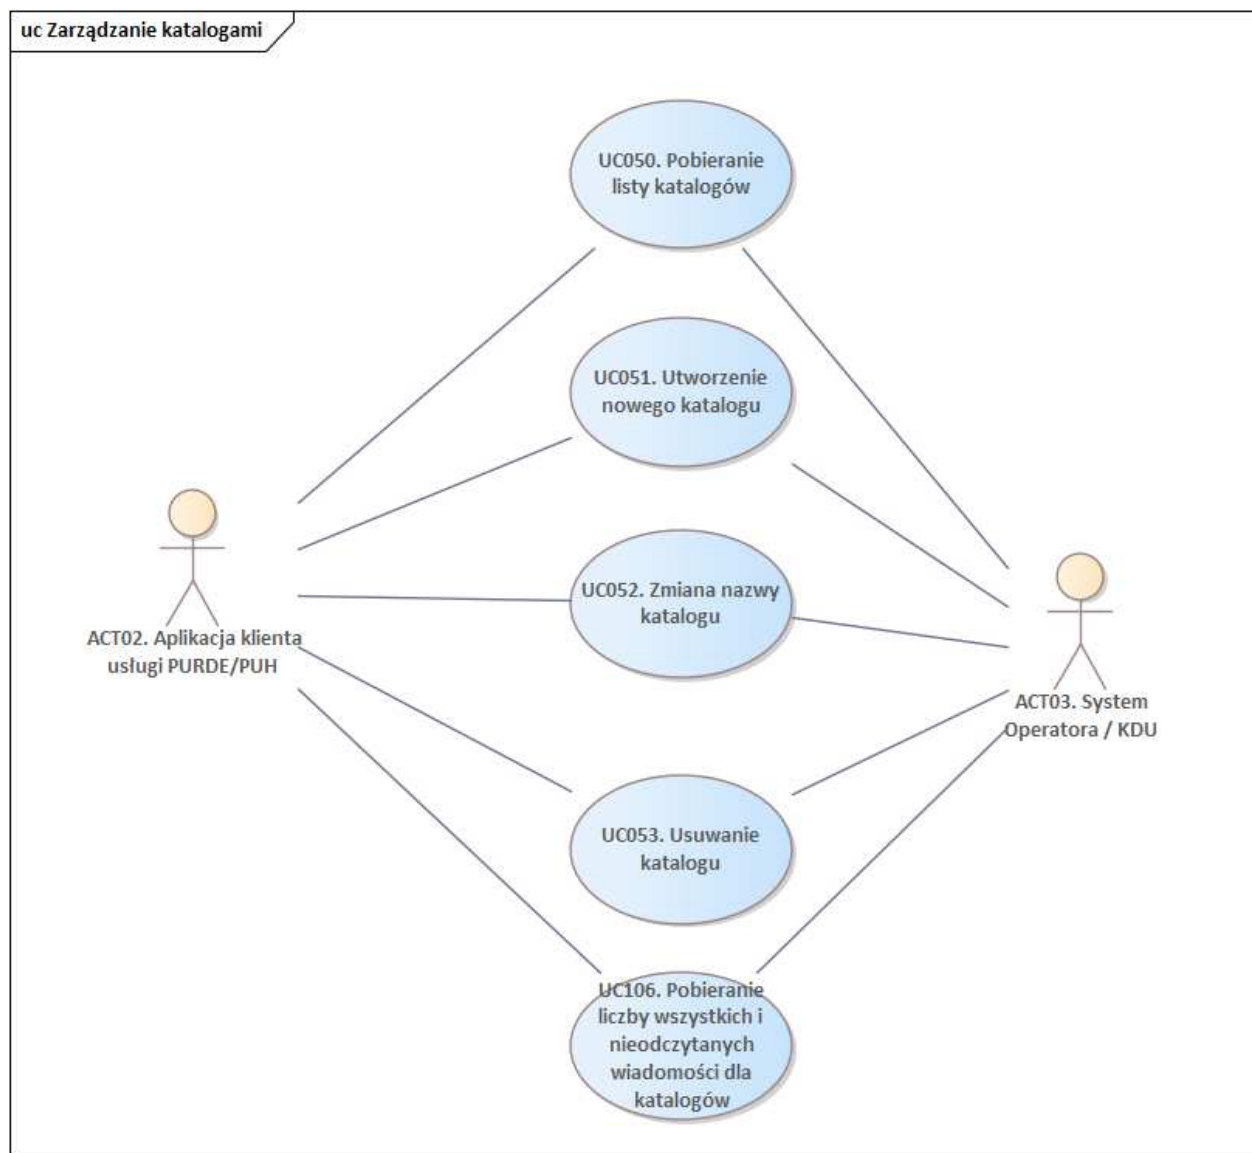 uc Zarządzanie katalogami
UC050. Pobieranie
listy katalogów
UC051. Utworzenie
nowego katalogu
UC052. Zmiana nazwy
katalogu
ACT02. Aplikacja klienta
usługi PURDE/PUH
ACT03. System
Operatora / KDU
UC053. Usuwanie
katalogu
UC106. Pobieranie
liczby wszystkich i
nieodczytanych
wiadomości dla
katalogów